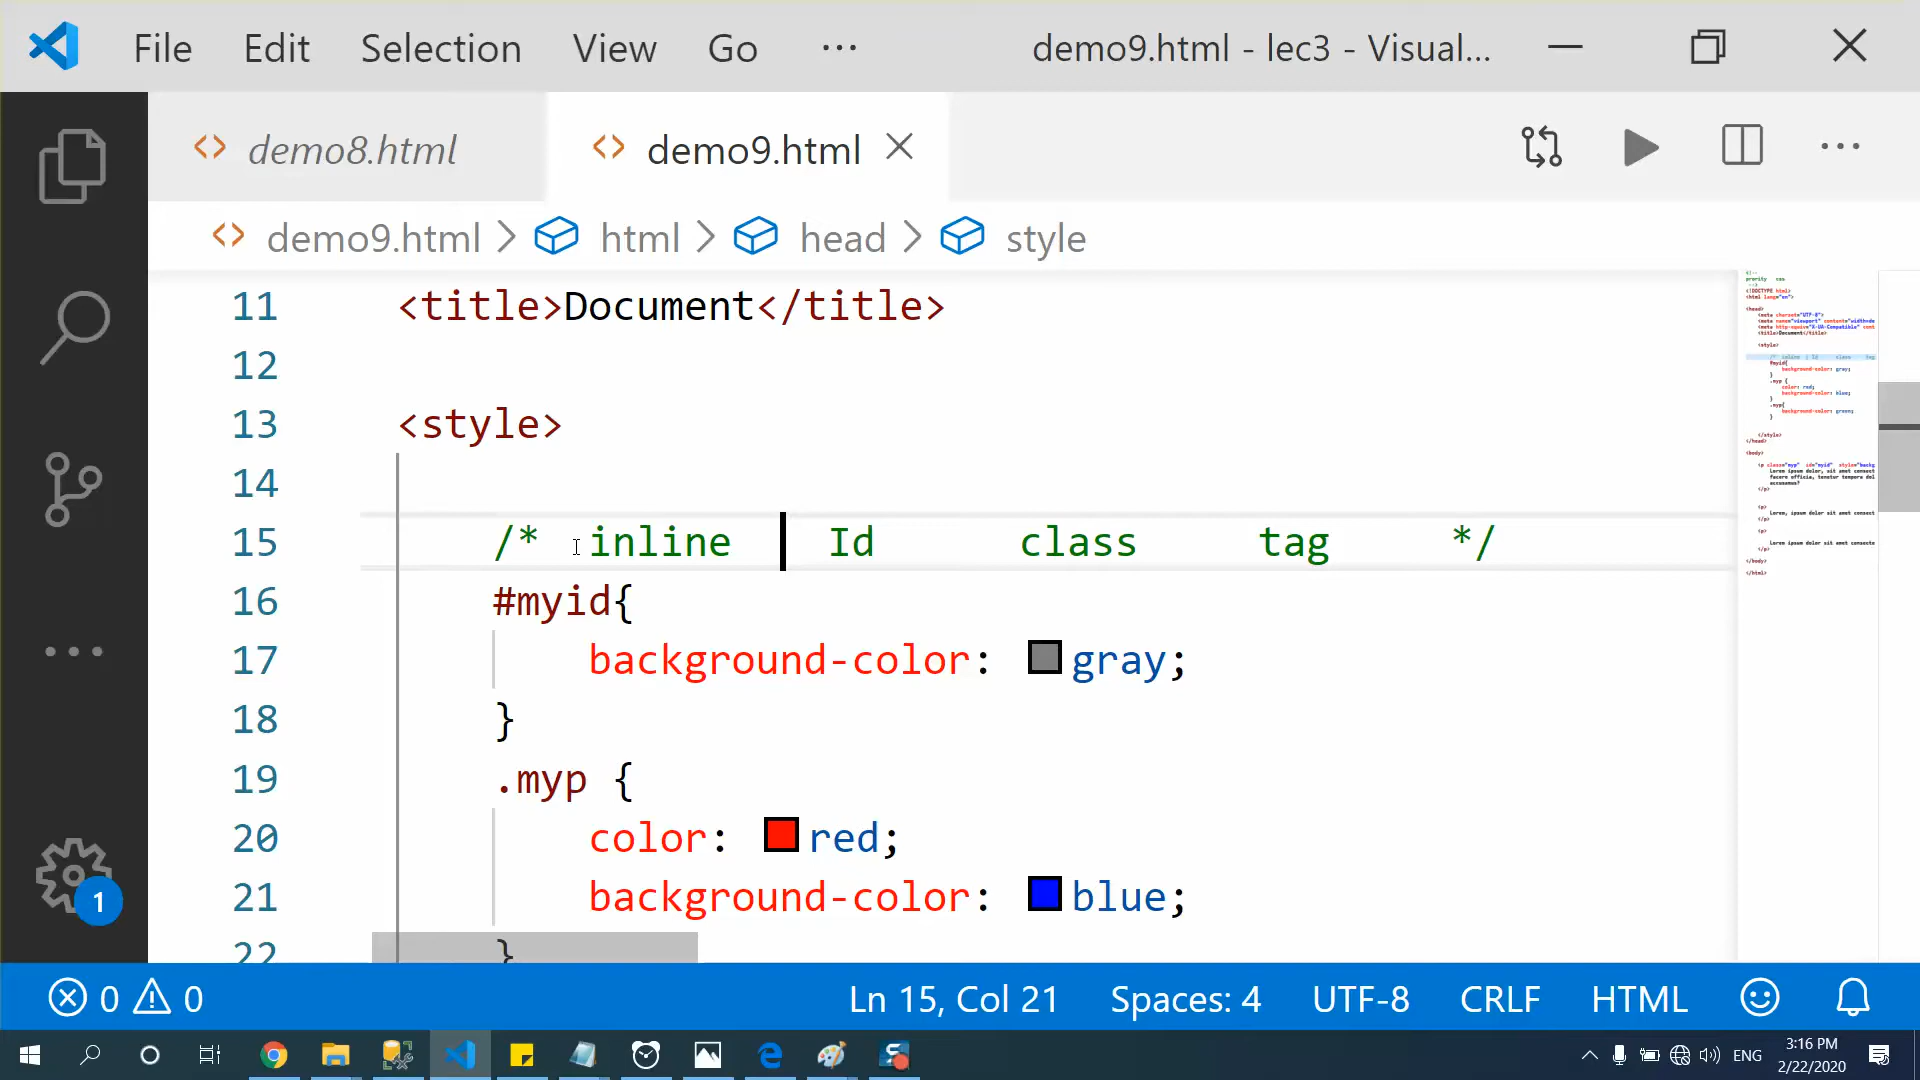 File Edit Selection View Go ··· demo9.html - lec3 - Visual...
demo8.html demo9.html
demo9.html > html > head > style
11 <title>Document</title>
12
13 <style>
14
15 /* inline Id class tag */
16 #myid{
17 background-color: gray;
18 }
19 .myp {
20 color: red;
21 background-color: blue;
22 }
1
0 0 Ln 15, Col 21 Spaces: 4 UTF-8 CRLF HTML
ENG 3:16 PM
2/22/2020